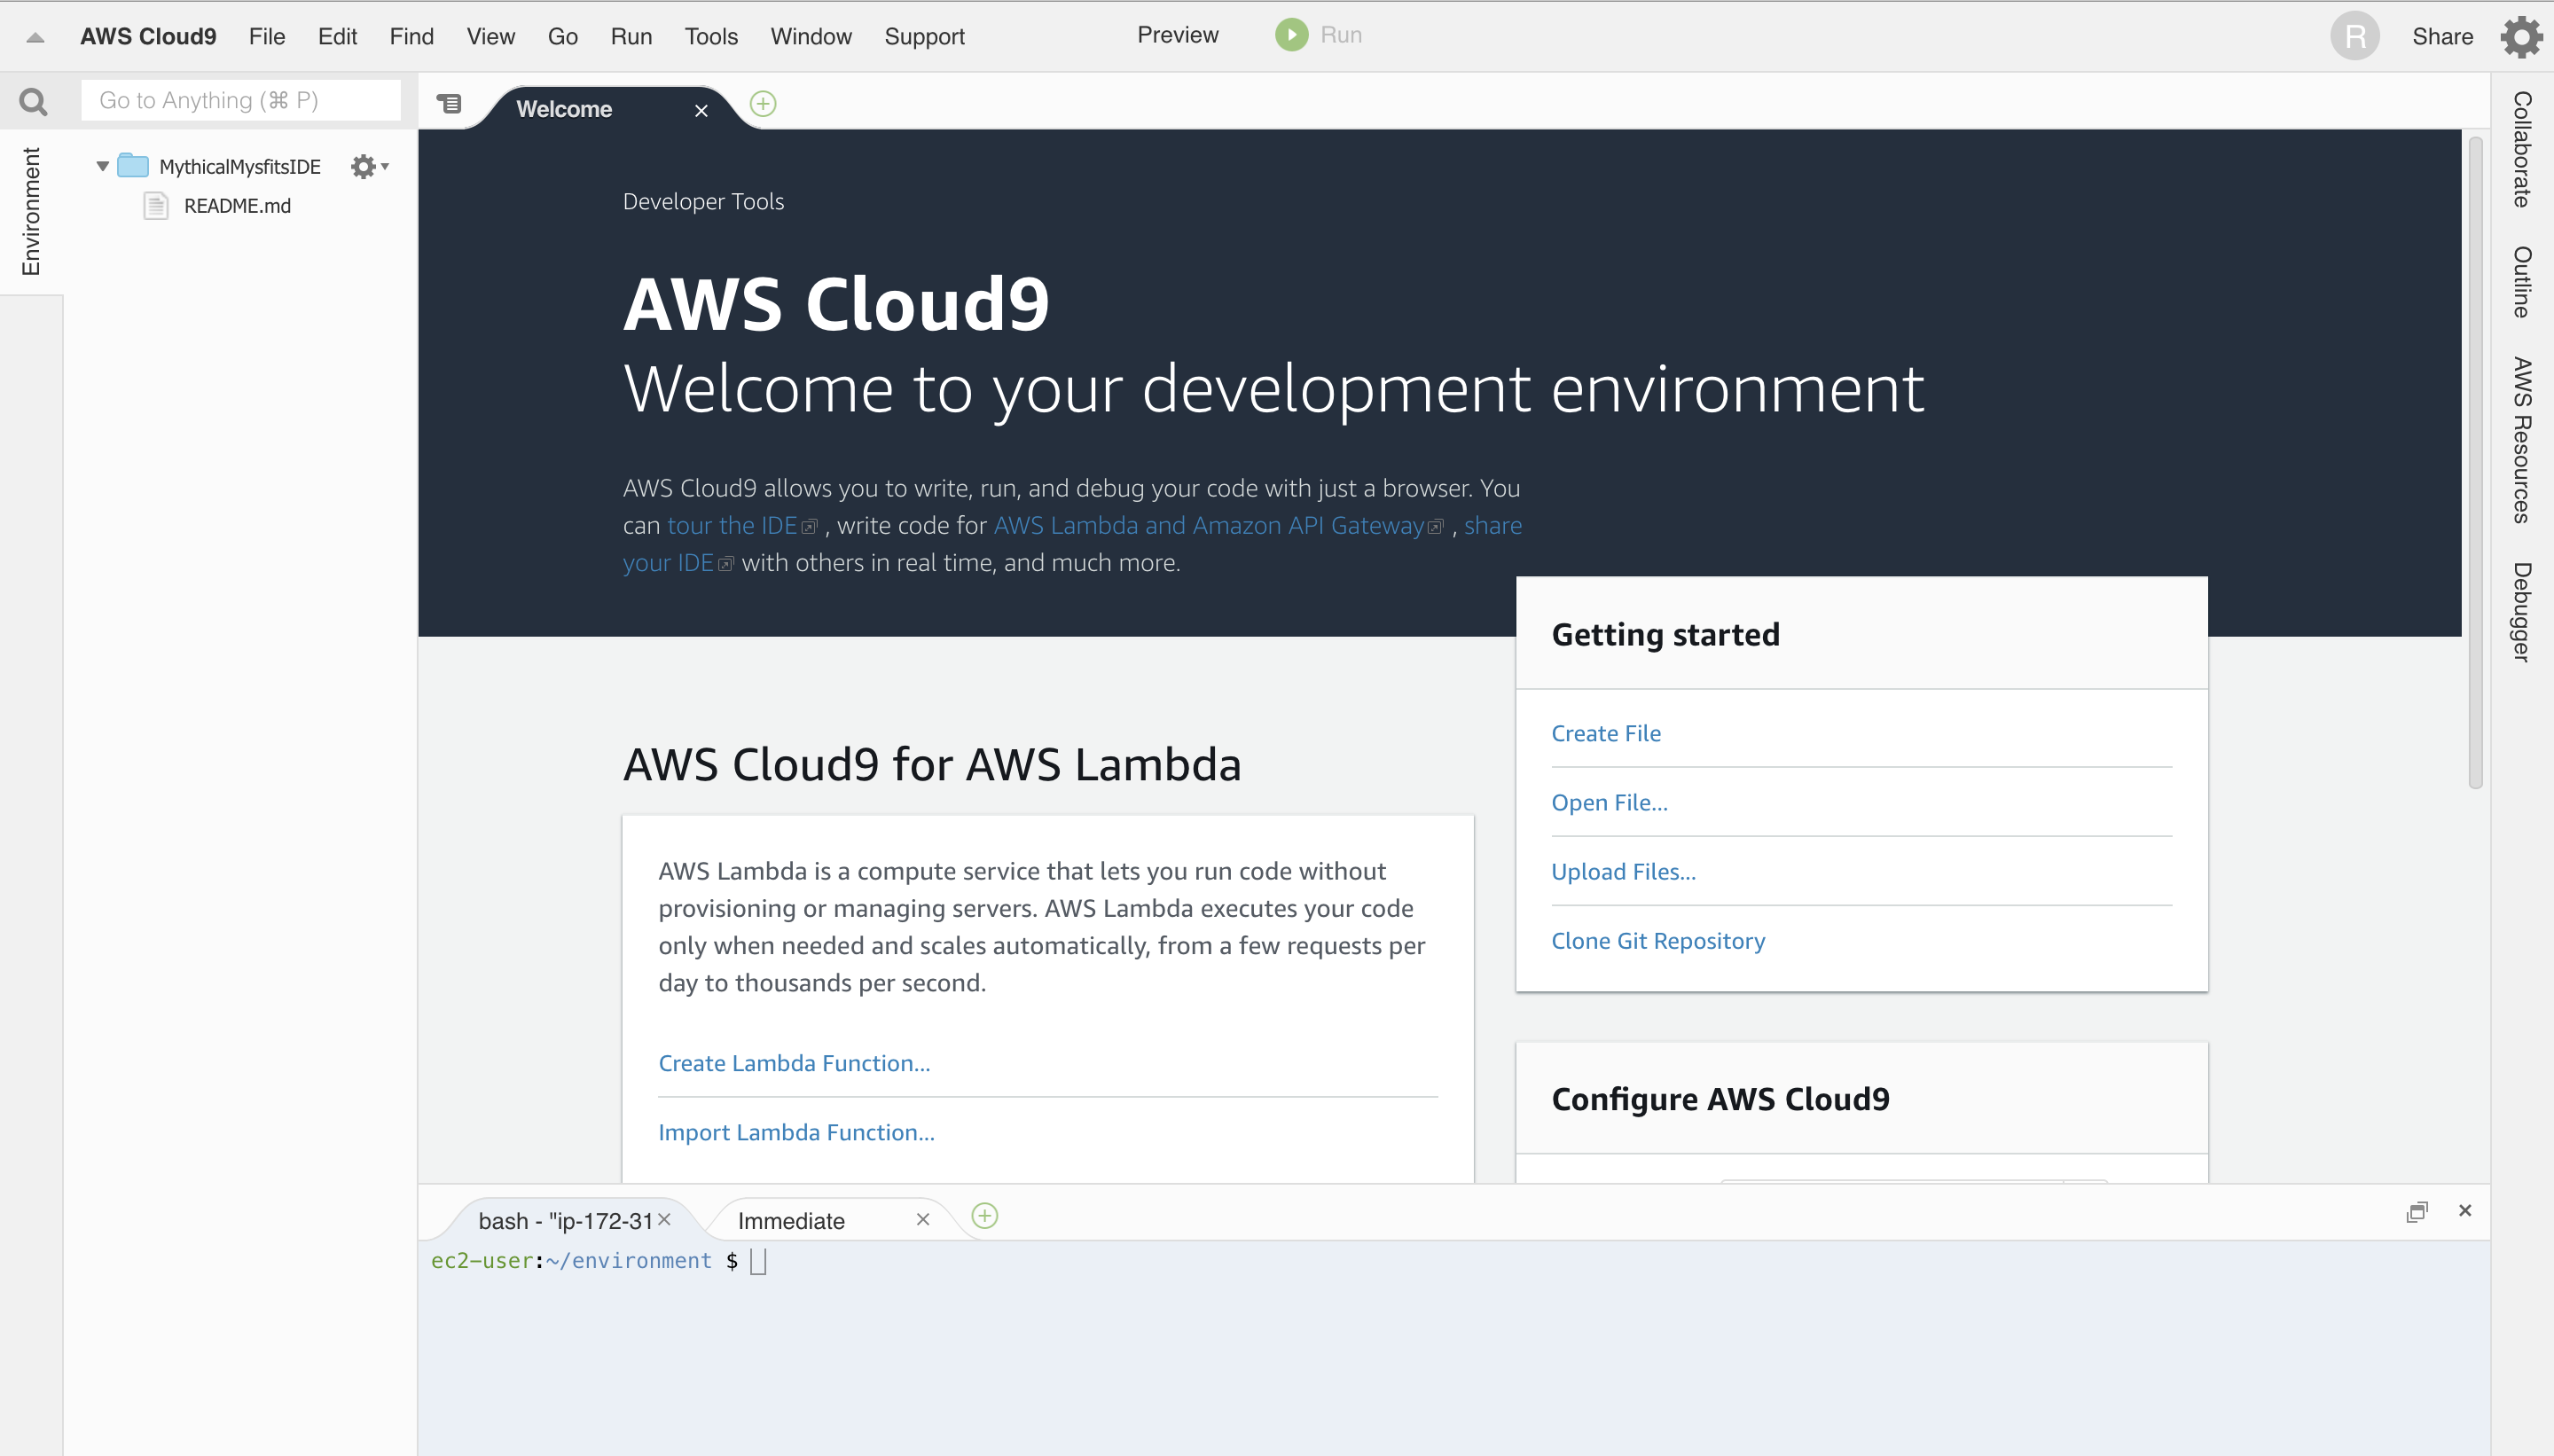 AWS Cloud9 File Edit Find View Go Run Tools Window Support Preview Run R Share
Go to Anything (⌘ P)
Welcome
Environment
MythicalMysfitsIDE
README.md
Developer Tools
AWS Cloud9
Welcome to your development environment
AWS Cloud9 allows you to write, run, and debug your code with just a browser. You
can tour the IDE , write code for AWS Lambda and Amazon API Gateway , share
your IDE with others in real time, and much more.
Getting started
Create File
Open File...
Upload Files...
Clone Git Repository
AWS Cloud9 for AWS Lambda
AWS Lambda is a compute service that lets you run code without
provisioning or managing servers. AWS Lambda executes your code
only when needed and scales automatically, from a few requests per
day to thousands per second.
Create Lambda Function...
Import Lambda Function...
Configure AWS Cloud9
Collaborate
Outline
AWS Resources
Debugger
bash - "ip-172-31 Immediate
ec2-user:~/environment $